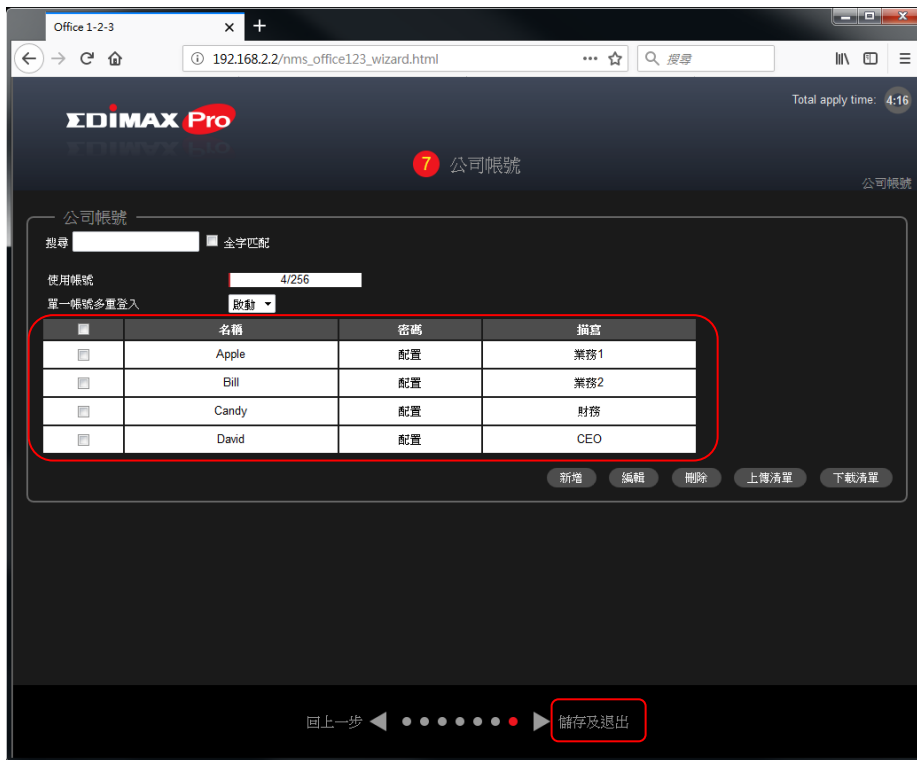 Office 1-2-3
192.168.2.2/nms_office123_wizard.html
搜尋
Total apply time: 4:16
EDIMAX Pro
7 公司帳號
公司帳號
公司帳號
搜尋 全字匹配
使用帳號 4/256
單一帳號多重登入 啟動
名稱 密碼 描寫
Apple 配置 業務1
Bill 配置 業務2
Candy 配置 財務
David 配置 CEO
新增 編輯 刪除 上傳清單 下載清單
回上一步 儲存及退出